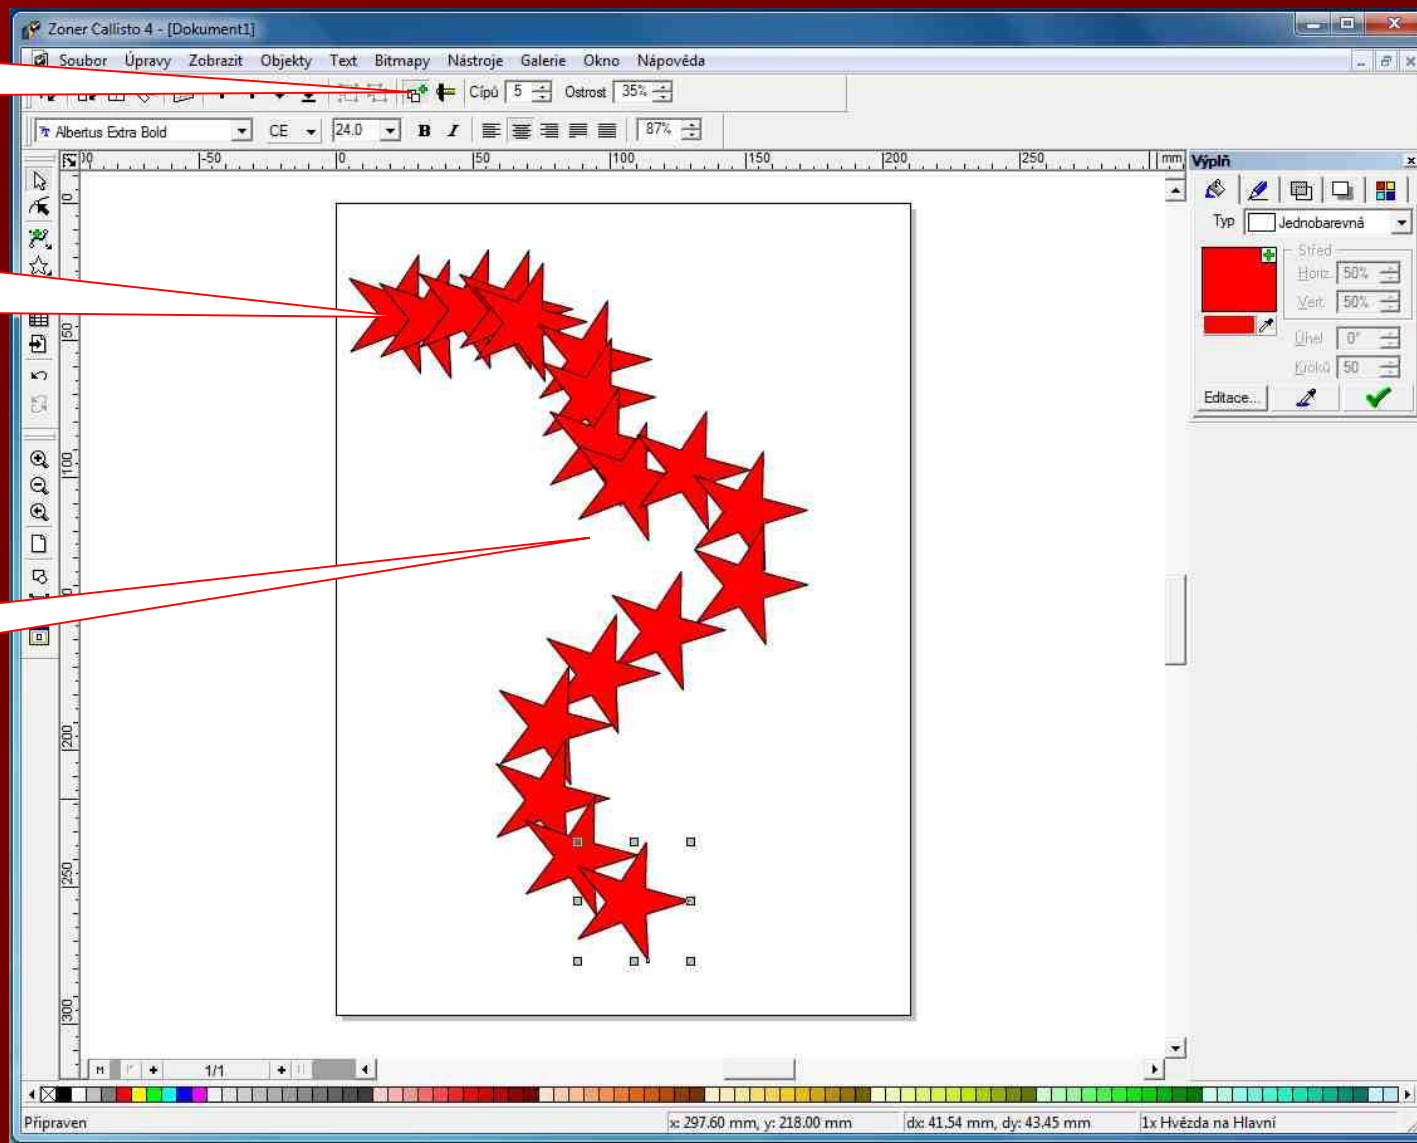 Zoner Callisto 4 - [Dokument1]
Soubor Úpravy Zobrazit Objekty Text Bitmapy Nástroje Galerie Okno Nápověda
Cípů 5 Ostrost 35%
Albertus Extra Bold CE 24.0 B I 87%
-50 0 50 100 150 200 250 mm
Výplň
Typ Jednobarevná
Střed
Horiz. 50%
Vert. 50%
Úhel 0°
Kroků 50
Editace...
0
50
100
200
250
300
1/1
Připraven x: 297.60 mm, y: 218.00 mm dx: 41.54 mm, dy: 43.45 mm 1x Hvězda na Hlavní